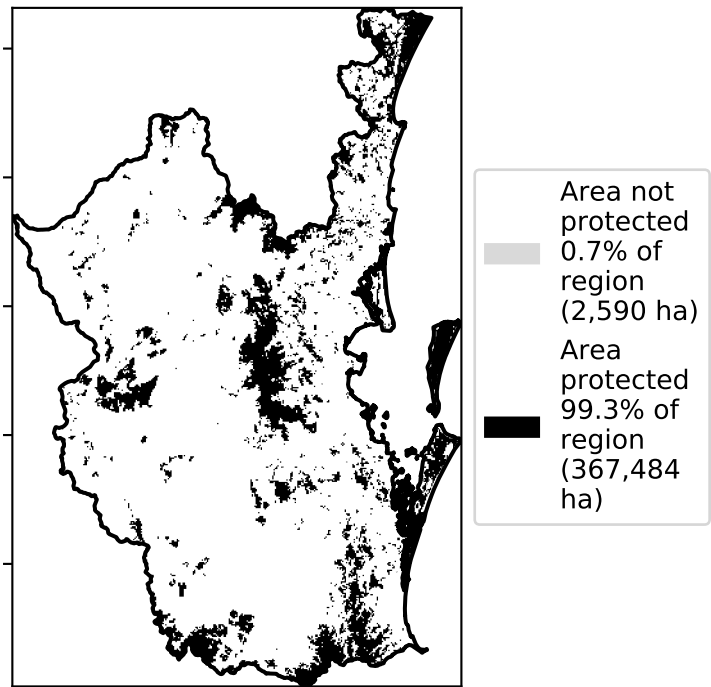 Area not
protected
0.7% of
region
(2,590 ha)
Area
protected
99.3% of
region
(367,484
ha)